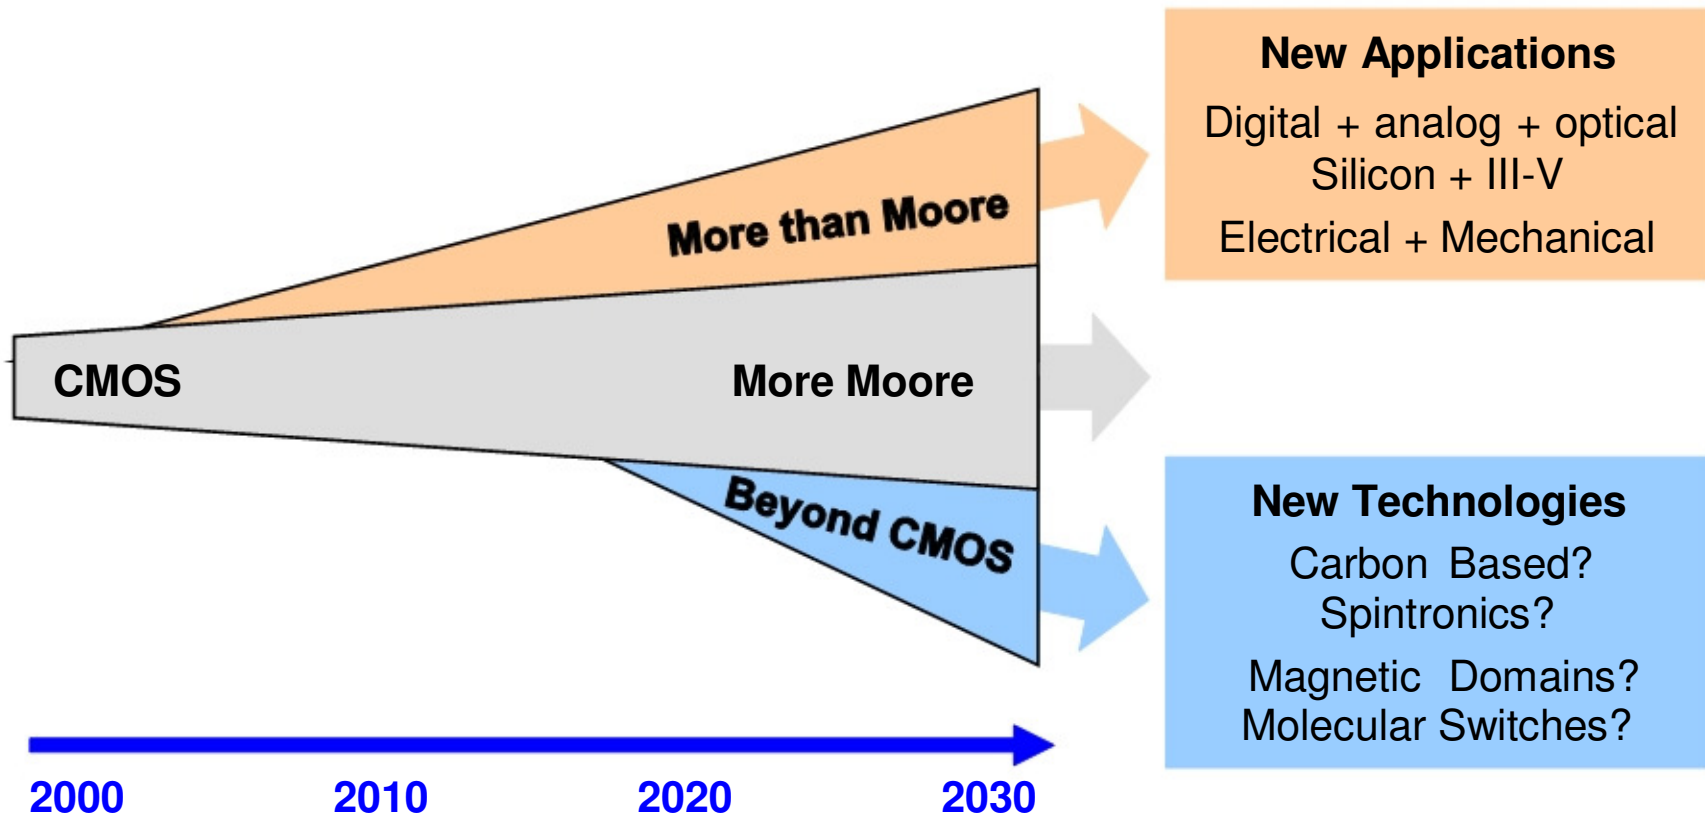 New Applications
Digital + analog + optical
Silicon + III-V
Electrical + Mechanical
More than Moore
CMOS
More Moore
Beyond CMOS
New Technologies
Carbon Based?
Spintronics?
Magnetic Domains?
Molecular Switches?
2000 2010 2020 2030